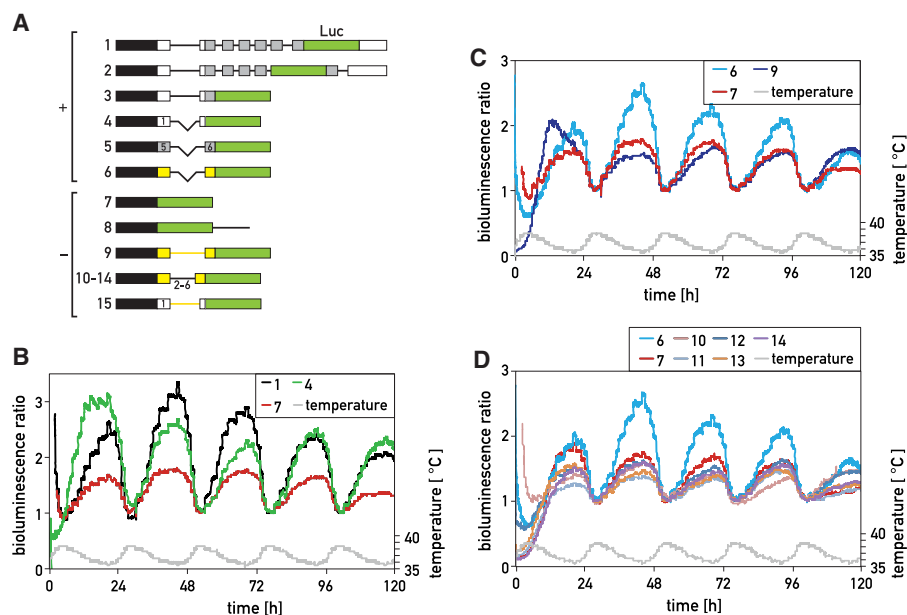 A
Luc
+
1
2
3
4 1
5 5 6
6
−
7
8
9
10-14 2-6
15 1
B
1 4
7 temperature
bioluminescence ratio
3
2
1
0
40
35
temperature [ °C]
0 24 48 72 96 120
time [h]
C
6 9
7 temperature
bioluminescence ratio
3
2
1
0
40
35
temperature [ °C]
0 24 48 72 96 120
time [h]
D
6 10 12 14
7 11 13 temperature
bioluminescence ratio
3
2
1
0
40
35
temperature [ °C]
0 24 48 72 96 120
time [h]